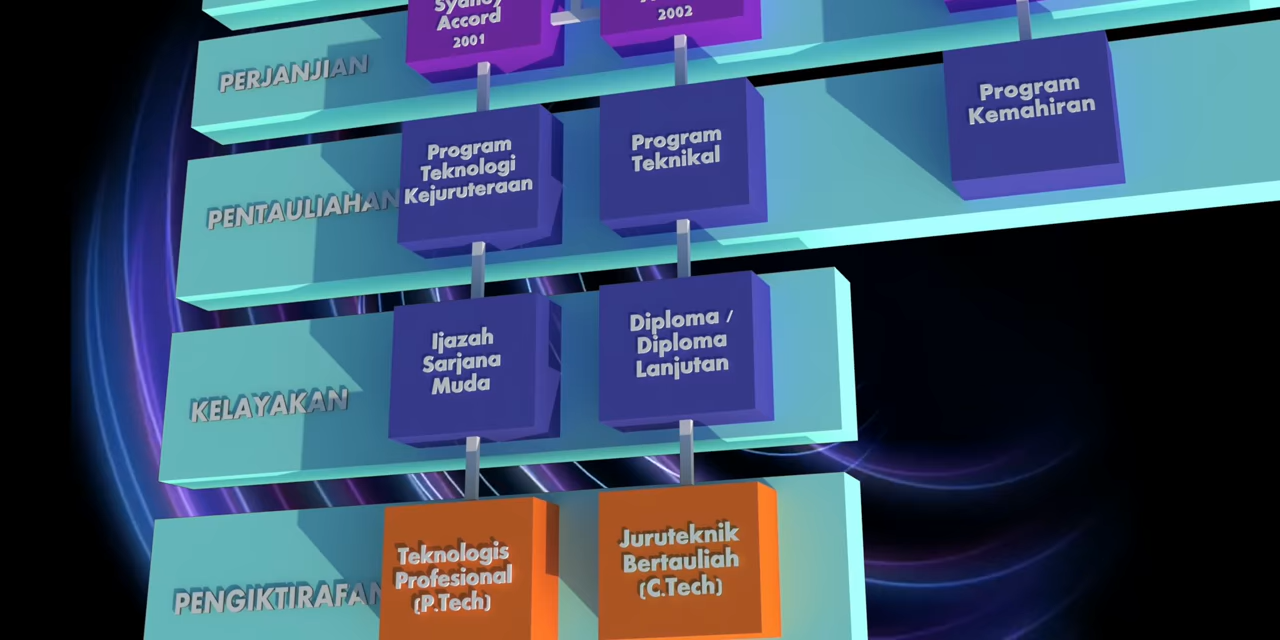 Sydney
Accord
2001
2002
PERJANJIAN
Program
Kemahiran
Program
Teknologi
Kejuruteraan
Program
Teknikal
PENTAULIAHAN
Ijazah
Sarjana
Muda
Diploma /
Diploma
Lanjutan
KELAYAKAN
Teknologis
Profesional
(P.Tech)
Juruteknik
Bertauliah
(C.Tech)
PENGIKTIRAFAN